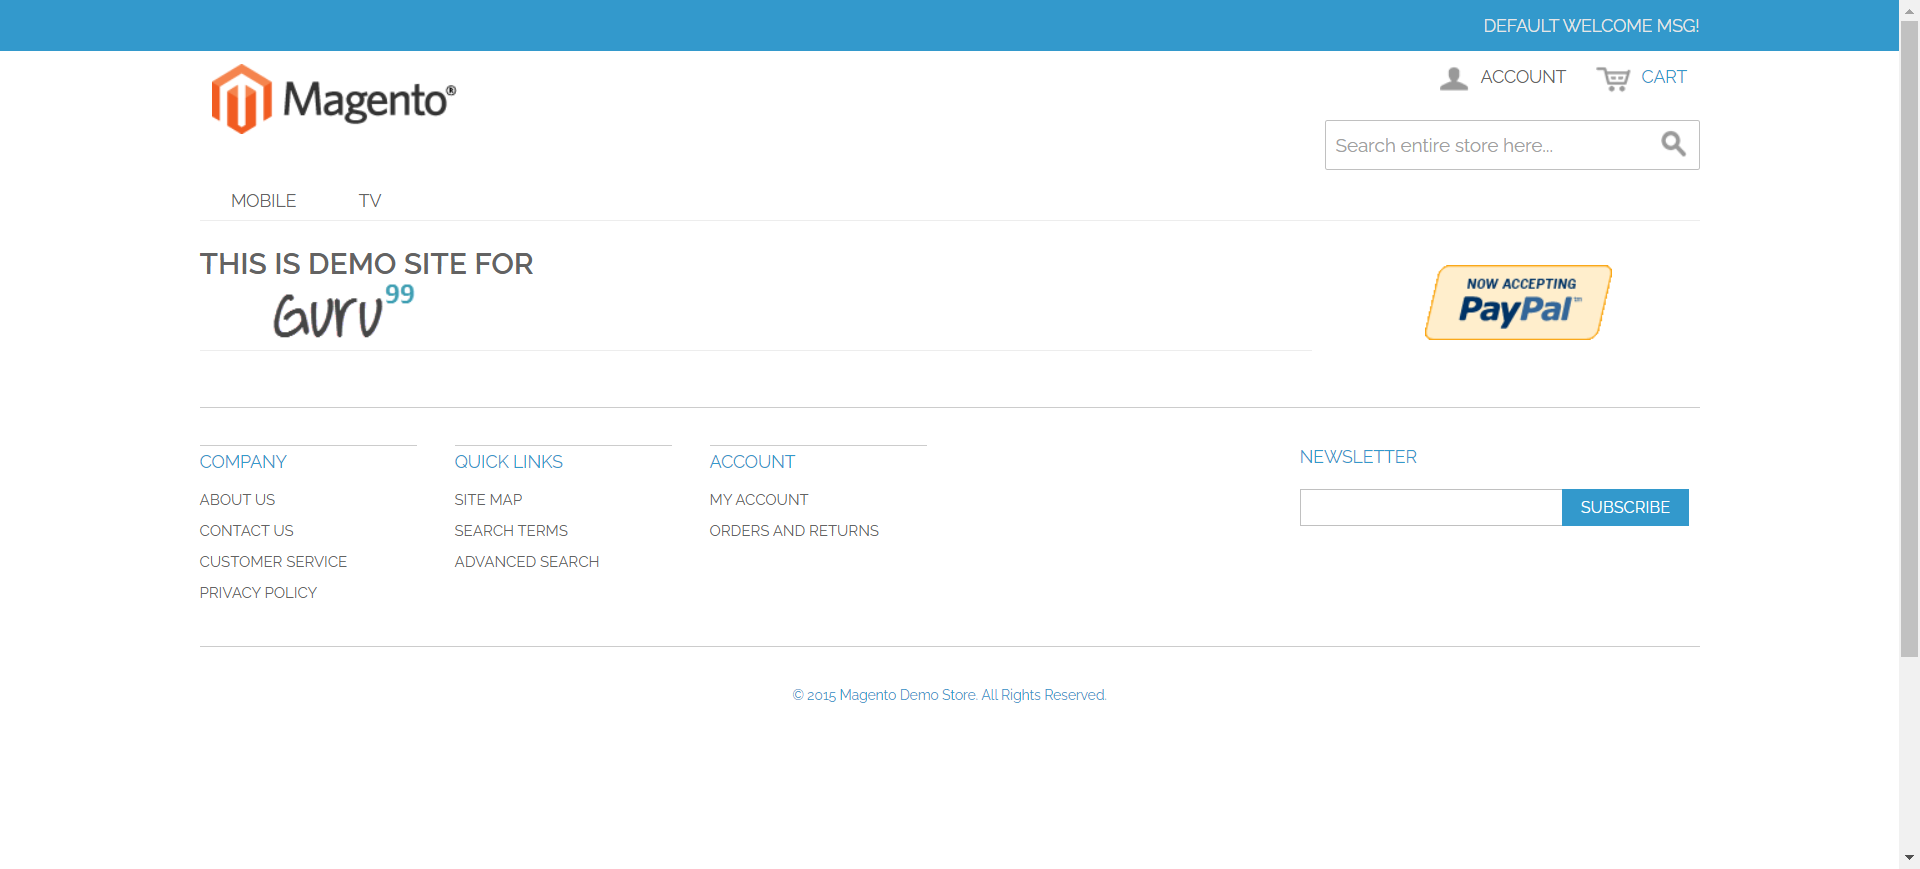 DEFAULT WELCOME MSG!
Magento®
ACCOUNT
CART
Search entire store here...
MOBILE
TV
THIS IS DEMO SITE FOR
Guru99
NOW ACCEPTING
PayPal™
COMPANY
ABOUT US
CONTACT US
CUSTOMER SERVICE
PRIVACY POLICY
QUICK LINKS
SITE MAP
SEARCH TERMS
ADVANCED SEARCH
ACCOUNT
MY ACCOUNT
ORDERS AND RETURNS
NEWSLETTER
SUBSCRIBE
© 2015 Magento Demo Store. All Rights Reserved.